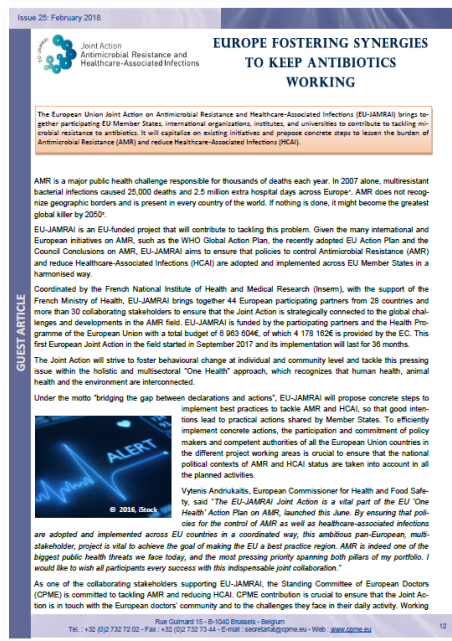 Issue 25: February 2018
EU-JAMRAI
Joint Action
Antimicrobial Resistance and
Healthcare-Associated Infections
EUROPE FOSTERING SYNERGIES
TO KEEP ANTIBIOTICS
WORKING
The European Union Joint Action on Antimicrobial Resistance and Healthcare-Associated Infections (EU-JAMRAI) brings to-
gether participating EU Member States, international organizations, institutes, and universities to contribute to tackling mi-
crobial resistance to antibiotics. It will capitalize on existing initiatives and propose concrete steps to lessen the burden of
Antimicrobial Resistance (AMR) and reduce Healthcare-Associated Infections (HCAI).
AMR is a major public health challenge responsible for thousands of deaths each year. In 2007 alone, multiresistant
bacterial infections caused 25,000 deaths and 2.5 million extra hospital days across Europe¹. AMR does not recog-
nize geographic borders and is present in every country of the world. If nothing is done, it might become the greatest
global killer by 2050².
EU-JAMRAI is an EU-funded project that will contribute to tackling this problem. Given the many international and
European initiatives on AMR, such as the WHO Global Action Plan, the recently adopted EU Action Plan and the
Council Conclusions on AMR, EU-JAMRAI aims to ensure that policies to control Antimicrobial Resistance (AMR)
and reduce Healthcare-Associated Infections (HCAI) are adopted and implemented across EU Member States in a
harmonised way.
Coordinated by the French National Institute of Health and Medical Research (Inserm), with the support of the
French Ministry of Health, EU-JAMRAI brings together 44 European participating partners from 28 countries and
more than 30 collaborating stakeholders to ensure that the Joint Action is strategically connected to the global chal-
lenges and developments in the AMR field. EU-JAMRAI is funded by the participating partners and the Health Pro-
gramme of the European Union with a total budget of 6 963 604€, of which 4 178 162€ is provided by the EC. This
first European Joint Action in the field started in September 2017 and its implementation will last for 36 months.
The Joint Action will strive to foster behavioural change at individual and community level and tackle this pressing
issue within the holistic and multisectoral "One Health" approach, which recognizes that human health, animal
health and the environment are interconnected.
Under the motto "bridging the gap between declarations and actions", EU-JAMRAI will propose concrete steps to
implement best practices to tackle AMR and HCAI, so that good inten-
tions lead to practical actions shared by Member States. To efficiently
implement concrete actions, the participation and commitment of policy
makers and competent authorities of all the European Union countries in
the different project working areas is crucial to ensure that the national
political contexts of AMR and HCAI status are taken into account in all
the planned activities.
ALERT
© 2016, iStock
Vytenis Andriukaitis, European Commissioner for Health and Food Safe-
ty, said "The EU-JAMRAI Joint Action is a vital part of the EU 'One
Health' Action Plan on AMR, launched this June. By ensuring that poli-
cies for the control of AMR as well as healthcare-associated infections
are adopted and implemented across EU countries in a coordinated way, this ambitious pan-European, multi-
stakeholder, project is vital to achieve the goal of making the EU a best practice region. AMR is indeed one of the
biggest public health threats we face today, and the most pressing priority spanning both pillars of my portfolio. I
would like to wish all participants every success with this indispensable joint collaboration."
As one of the collaborating stakeholders supporting EU-JAMRAI, the Standing Committee of European Doctors
(CPME) is committed to tackling AMR and reducing HCAI. CPME contribution is crucial to ensure that the Joint Ac-
tion is in touch with the European doctors' community and to the challenges they face in their daily activity. Working
GUEST ARTICLE
Rue Guimard 15 - B-1040 Brussels - Belgium
Tel. : +32 (0)2 732 72 02 - Fax : +32 (0)2 732 73 44 - E-mail : secretariat@cpme.eu - Web : www.cpme.eu
12